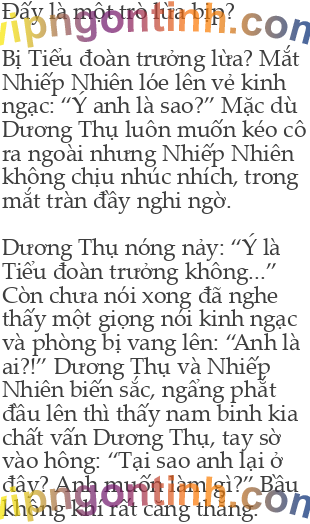 Đấy là một trò lừa bịp?
vipngontinh.com
Bị Tiểu đoàn trưởng lừa? Mắt
Nhiếp Nhiên lóe lên vẻ kinh
ngạc: “Ý anh là sao?” Mặc dù
Dương Thụ luôn muốn kéo cô
ra ngoài nhưng Nhiếp Nhiên
không chịu nhúc nhích, trong
mắt tràn đầy nghi ngờ.
Dương Thụ nóng nảy: “Ý là
Tiểu đoàn trưởng không...”
Còn chưa nói xong đã nghe
thấy một giọng nói kinh ngạc
và phòng bị vang lên: “Anh là
ai?!” Dương Thụ và Nhiếp
Nhiên biến sắc, ngẩng phắt
đầu lên thì thấy nam binh kia
chất vấn Dương Thụ, tay sờ
vào hông: “Tại sao anh lại ở
đây? Anh muốn làm gì?” Bầu
vipngontinh.com
không khí rất căng thẳng.